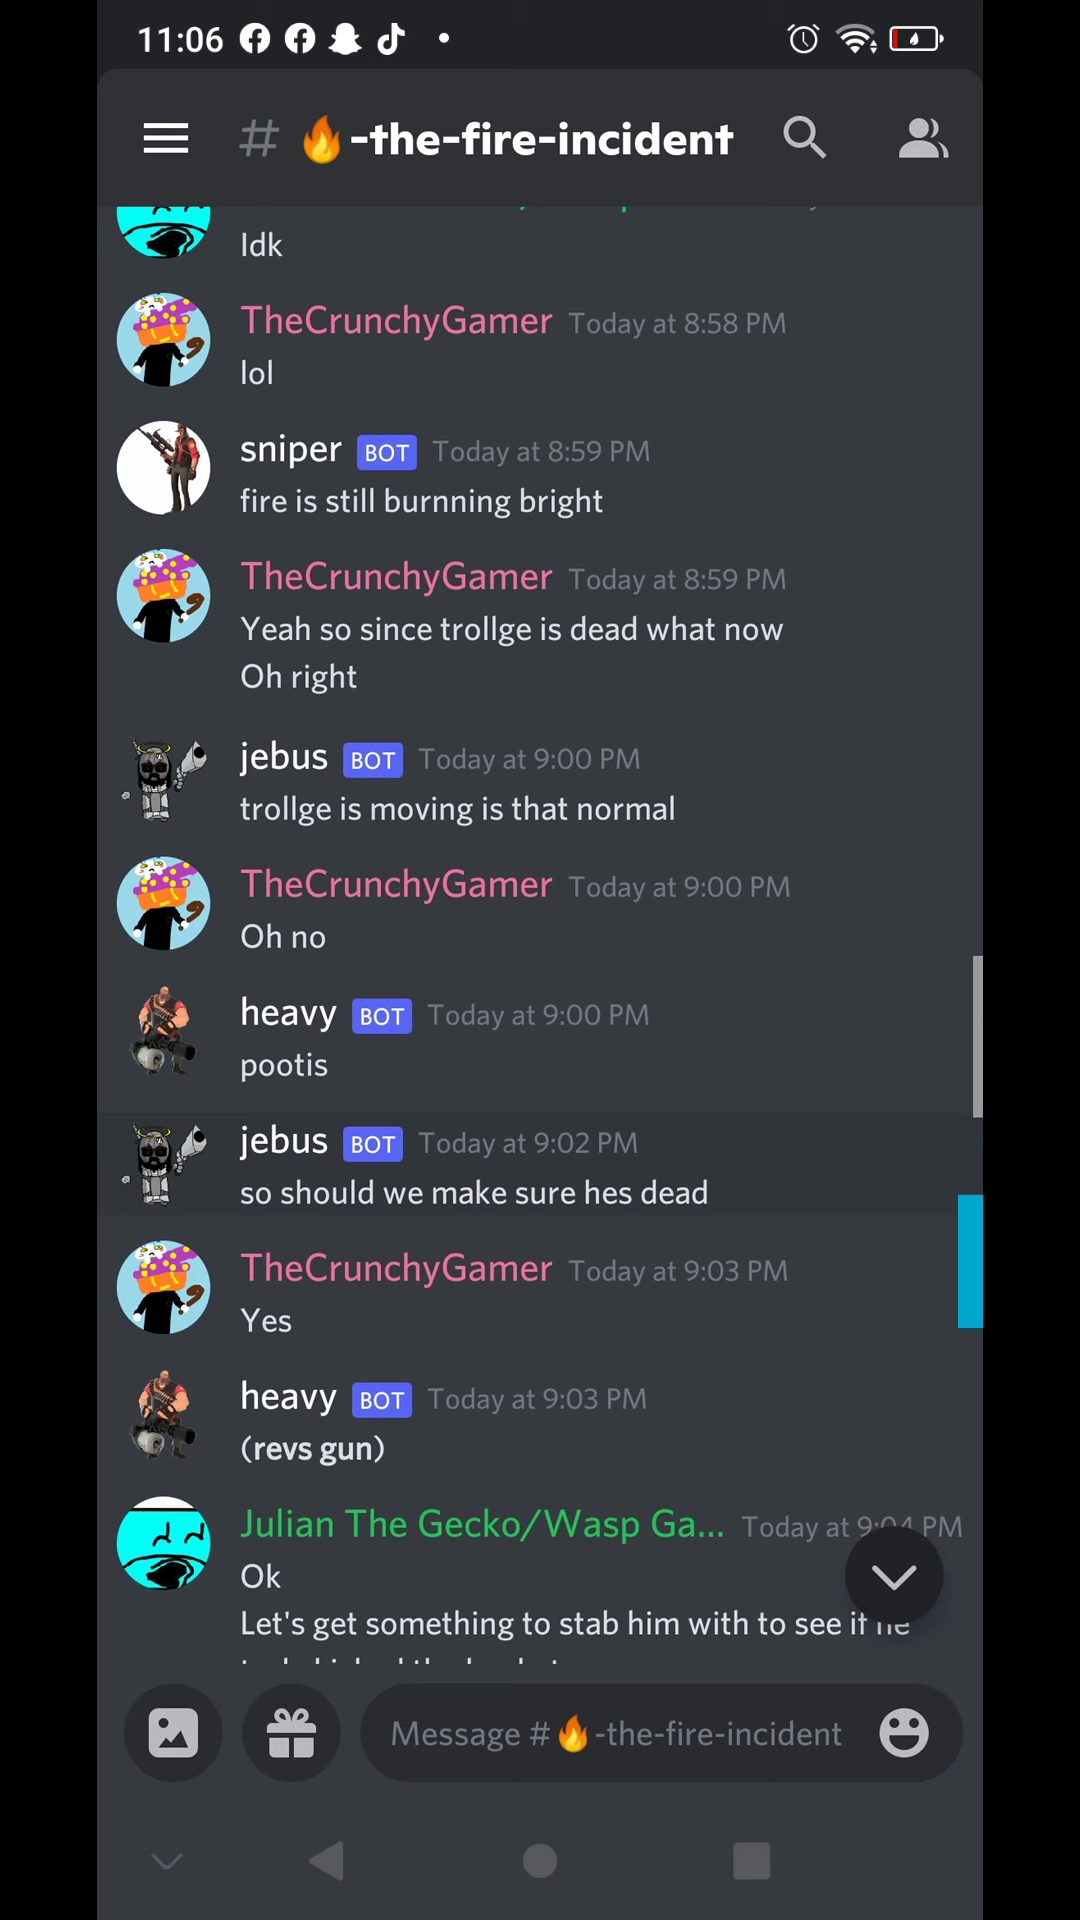 11:06
# 🔥-the-fire-incident
Idk
TheCrunchyGamer Today at 8:58 PM
lol
sniper BOT Today at 8:59 PM
fire is still burnning bright
TheCrunchyGamer Today at 8:59 PM
Yeah so since trollge is dead what now
Oh right
jebus BOT Today at 9:00 PM
trollge is moving is that normal
TheCrunchyGamer Today at 9:00 PM
Oh no
heavy BOT Today at 9:00 PM
pootis
jebus BOT Today at 9:02 PM
so should we make sure hes dead
TheCrunchyGamer Today at 9:03 PM
Yes
heavy BOT Today at 9:03 PM
(revs gun)
Julian The Gecko/Wasp Ga... Today at 9:04 PM
Ok
Let's get something to stab him with to see if he
Message #🔥-the-fire-incident